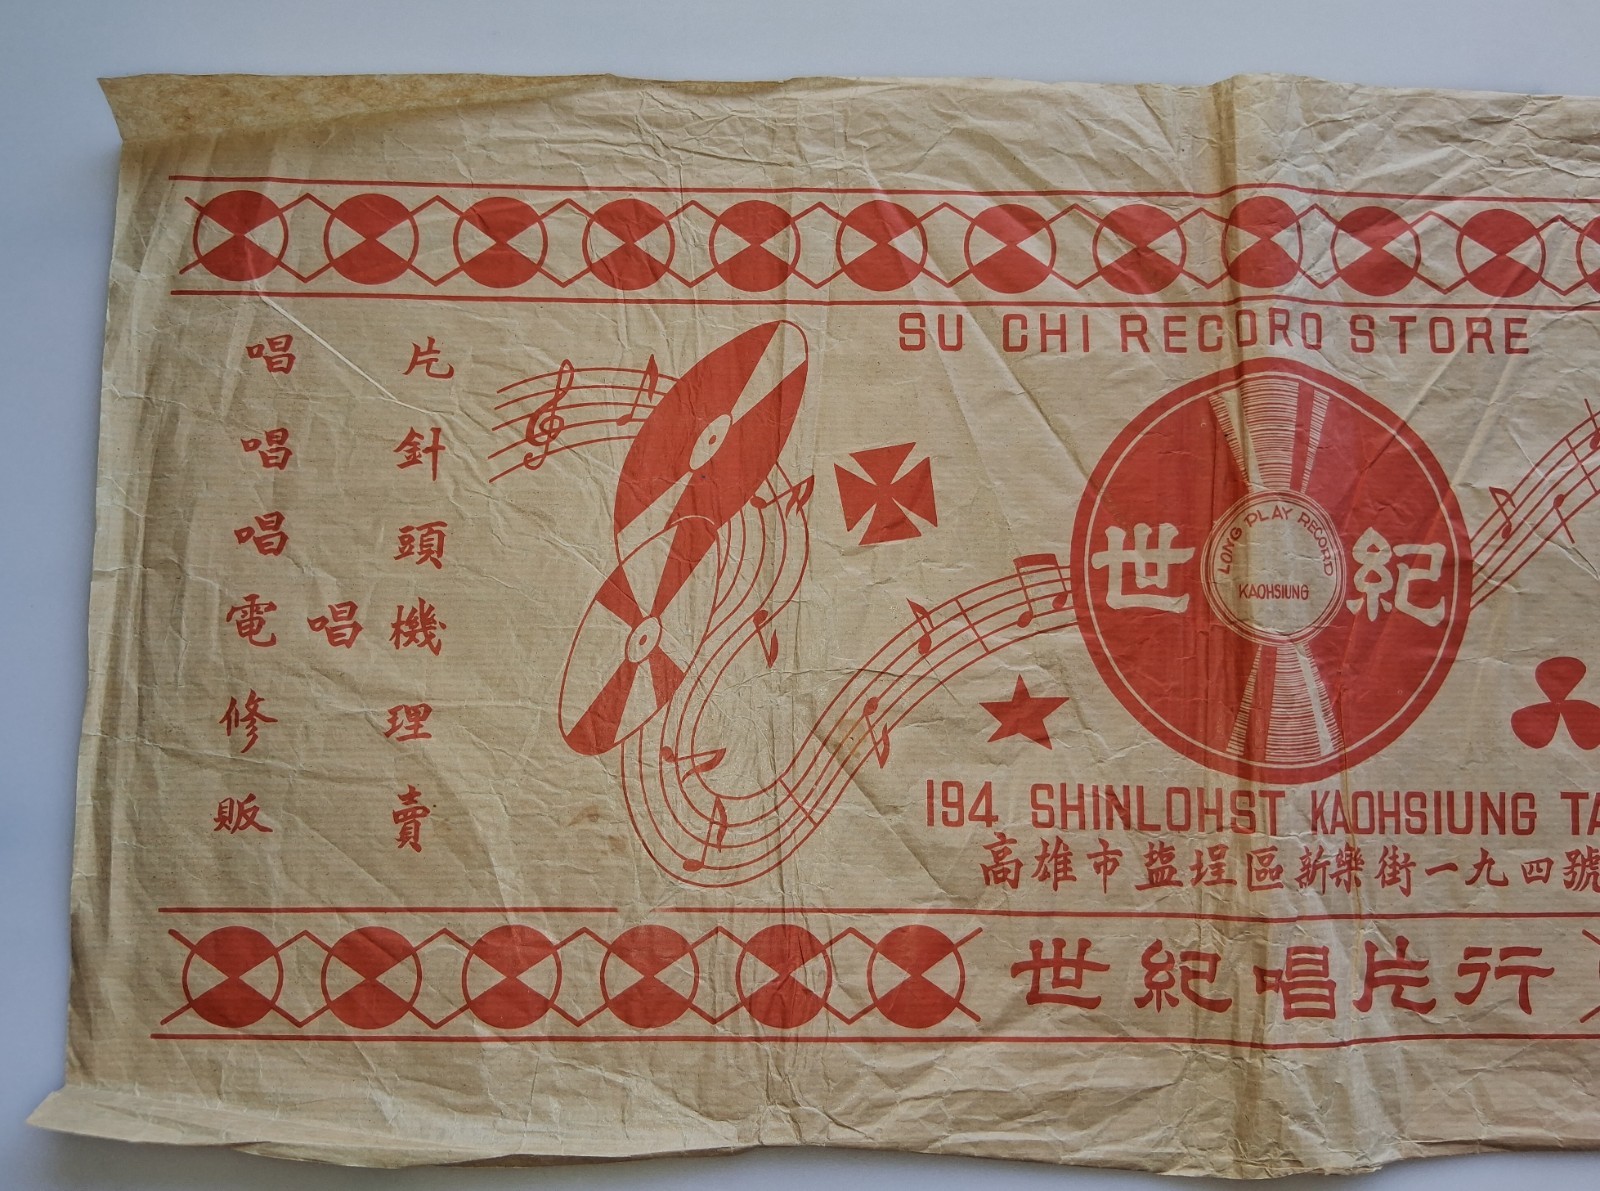 SU CHI RECORD STORE
唱片
唱針
唱頭
電唱機
修理
販賣
世紀
LONG PLAY RECORD
KAOHSIUNG
194 SHINLOHST KAOHSIUNG TA
高雄市盐埕區新樂街一九四號
世紀唱片行